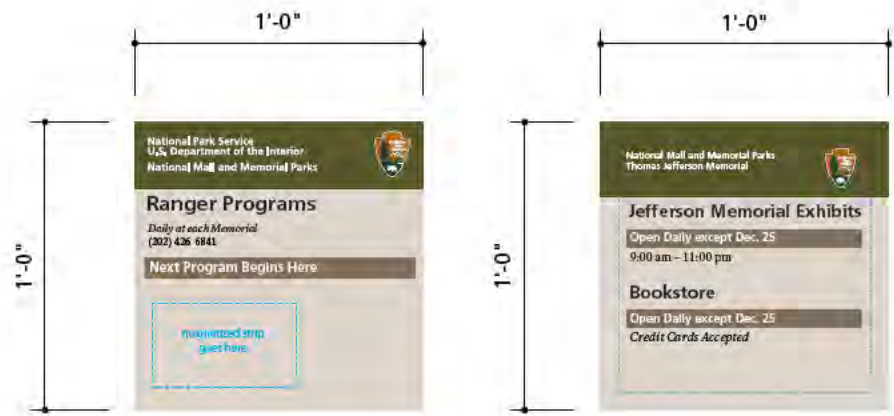 1'-0"
1'-0"
National Park Service
U.S. Department of the Interior
National Mall and Memorial Parks
Ranger Programs
Daily at each Memorial
(202) 426 6841
Next Program Begins Here
strip
goes here
1'-0"
1'-0"
National Mall and Memorial Parks
Thomas Jefferson Memorial
Jefferson Memorial Exhibits
Open Daily except Dec. 25
9:00 am – 11:00 pm
Bookstore
Open Daily except Dec. 25
Credit Cards Accepted